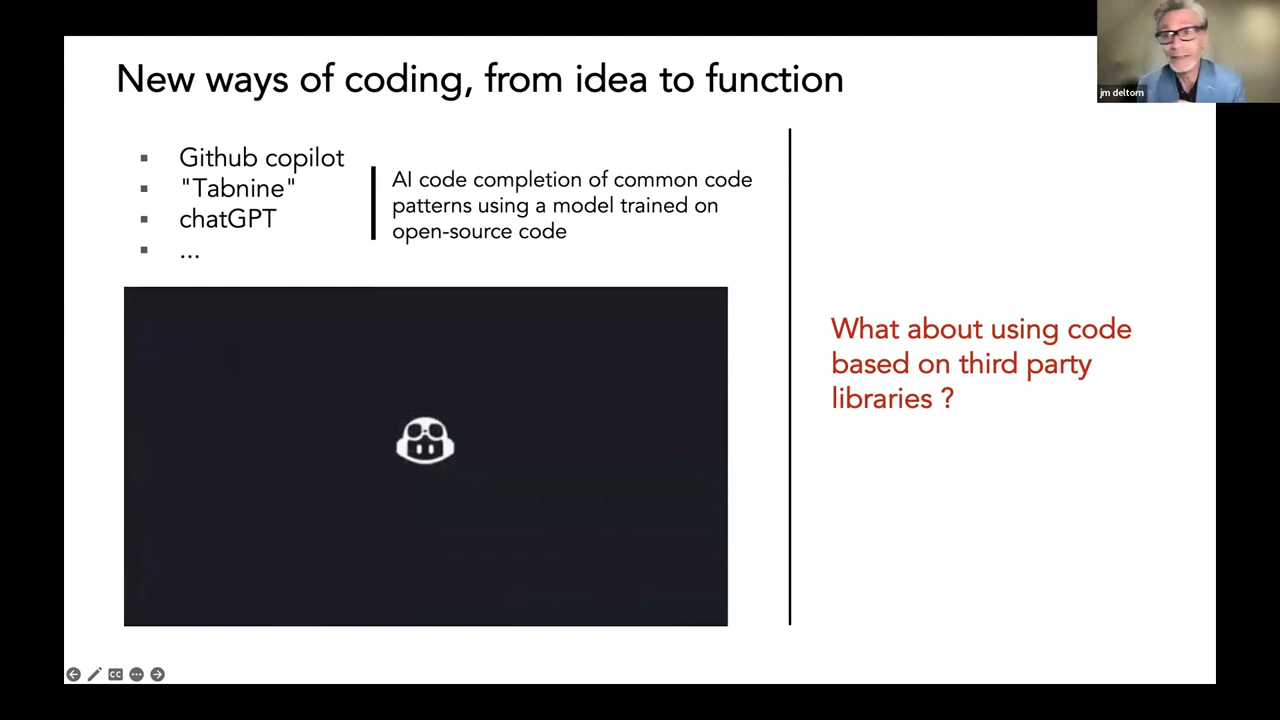 New ways of coding, from idea to function
jm deltorn
Github copilot
"Tabnine"
chatGPT
...
AI code completion of common code
patterns using a model trained on
open-source code
What about using code
based on third party
libraries ?
CC